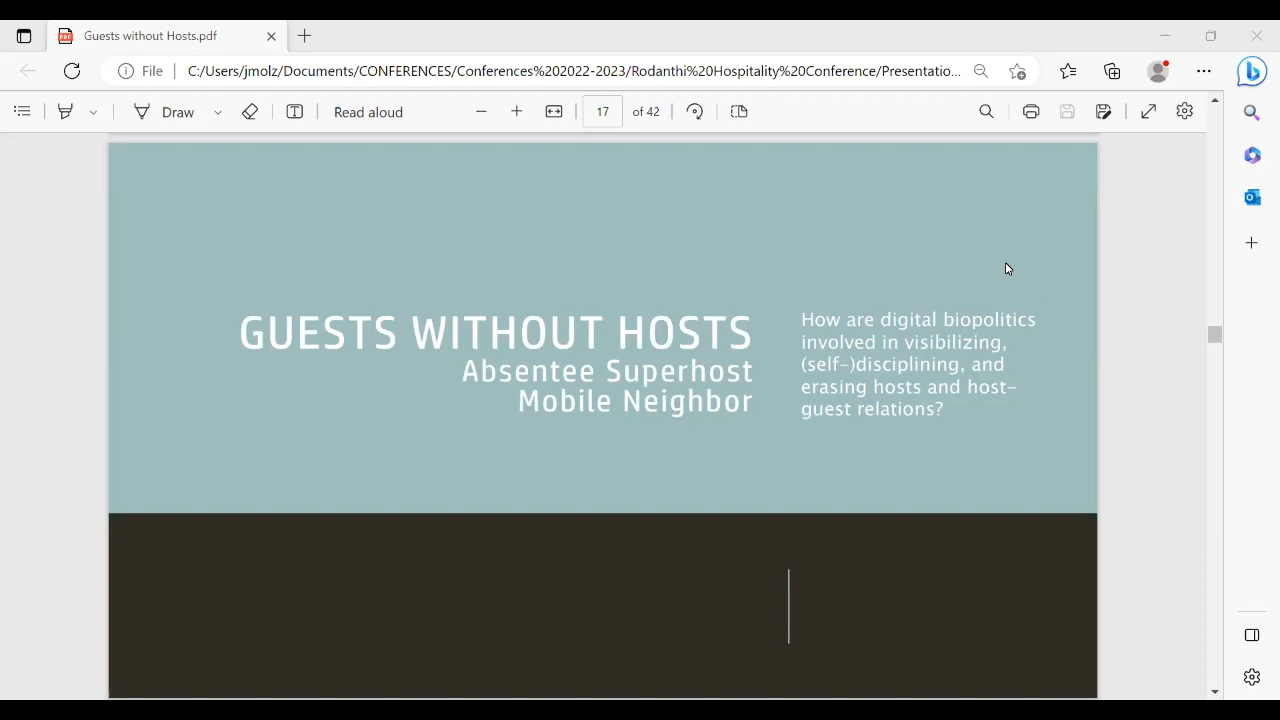 Guests without Hosts.pdf
File
C:/Users/jmolz/Documents/CONFERENCES/Conferences%202022-2023/Rodanthi%20Hospitality%20Conference/Presentatio...
Draw
Read aloud
17
of 42
GUESTS WITHOUT HOSTS
Absentee Superhost
Mobile Neighbor
How are digital biopolitics
involved in visibilizing,
(self-)disciplining, and
erasing hosts and host-
guest relations?